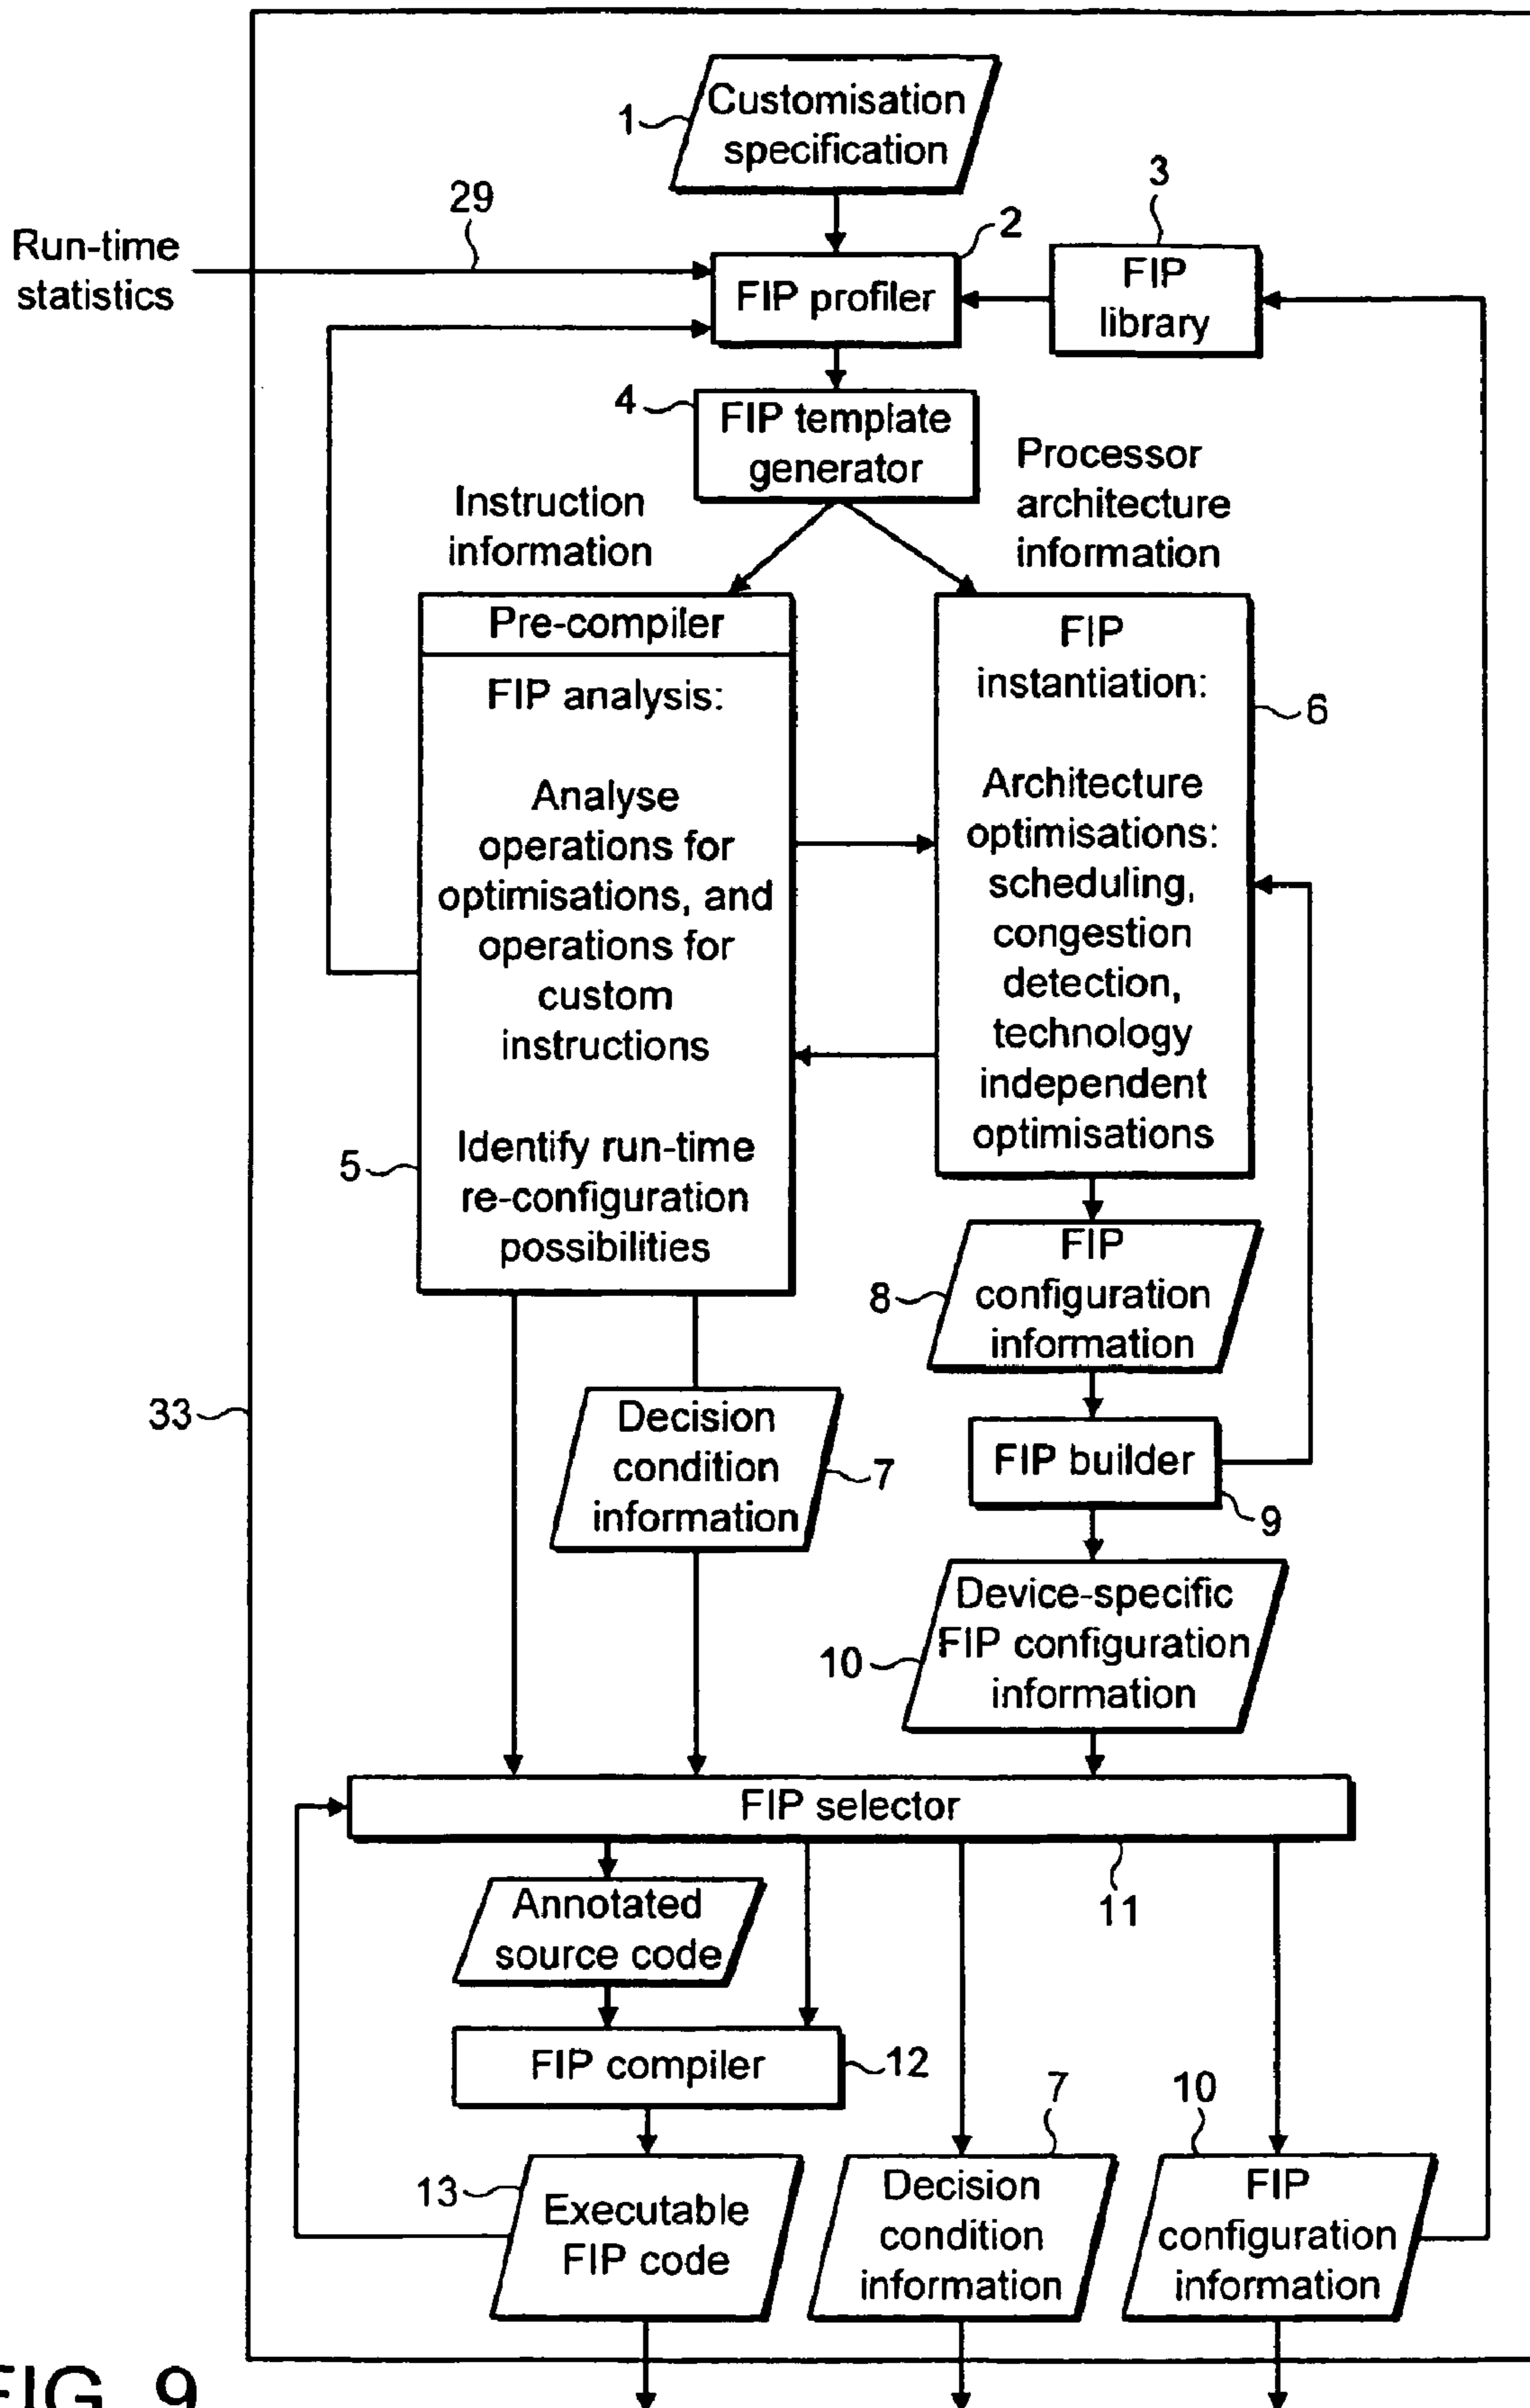 Customisation
specification
1
3
29
2
Run-time
statistics
FIP profiler
FIP
library
4
FIP template
generator
Processor
architecture
information
Instruction
information
Pre-compiler
FIP analysis:
Analyse
operations for
optimisations, and
operations for
custom
instructions
Identify run-time
re-configuration
possibilities
5
FIP
instantiation:
Architecture
optimisations:
scheduling,
congestion
detection,
technology
independent
optimisations
6
FIP
configuration
information
8
33
Decision
condition
information
7
FIP builder
9
Device-specific
FIP configuration
information
10
FIP selector
11
Annotated
source code
FIP compiler
12
7
10
13
Executable
FIP code
Decision
condition
information
FIP
configuration
information
FIG. 9